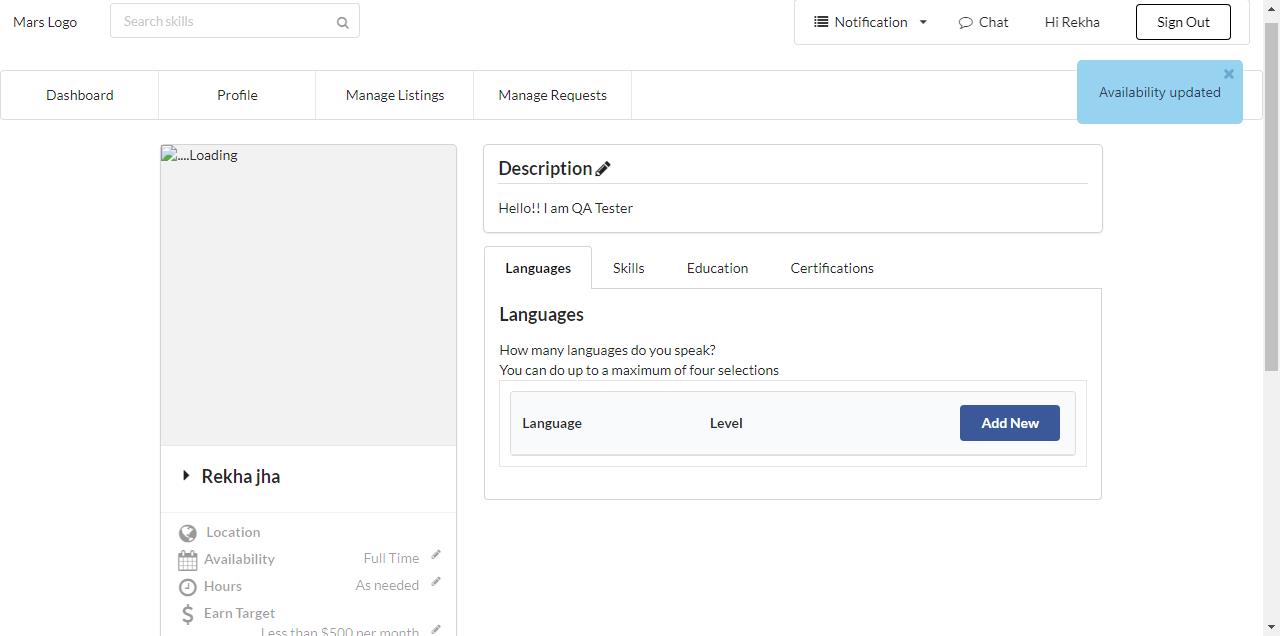 Mars Logo
Search skills
Notification
Chat
Hi Rekha
Sign Out
Dashboard
Profile
Manage Listings
Manage Requests
Availability updated
....Loading
Description
Hello!! I am QA Tester
Languages
Skills
Education
Certifications
Languages
How many languages do you speak?
You can do up to a maximum of four selections
Language
Level
Add New
Rekha jha
Location
Availability
Full Time
Hours
As needed
Earn Target
Less than $500 per month